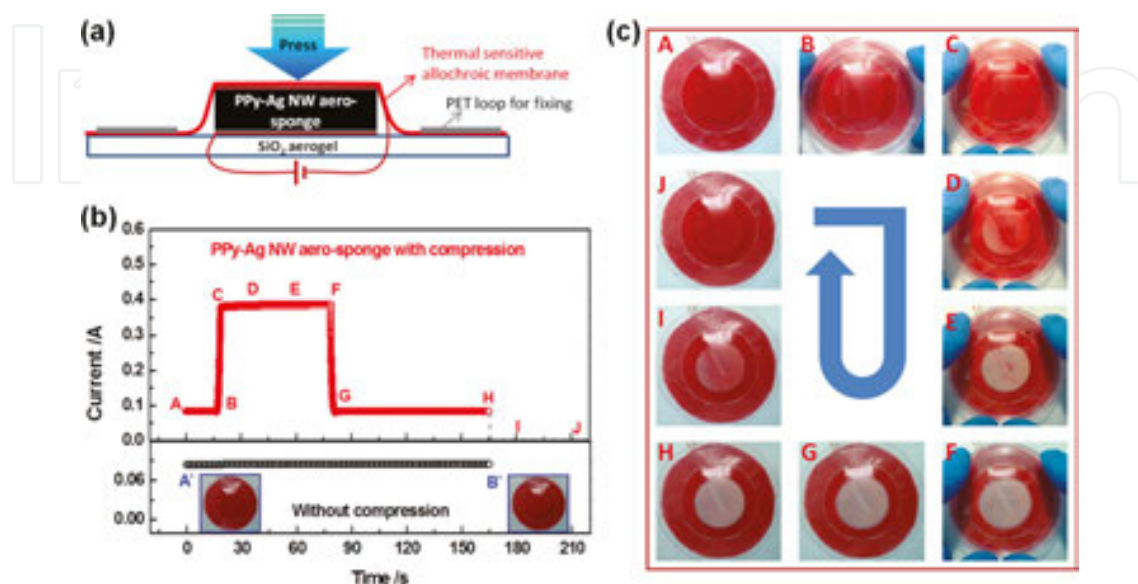 (a)
Press
Thermal sensitive
allochroic membrane
PPy-Ag NW aero-
sponge
PET loop for fixing
SiO₂ aerogel
(b)
0.6
0.5
0.4
0.3
0.2
0.1
0.0
0.06
0.00
Current /A
PPy-Ag NW aero-sponge with compression
A
B
C
D
E
F
G
H
I
J
A'
Without compression
B'
0
30
60
90
120
150
180
210
Time /s
(c)
A
B
C
J
D
I
E
H
G
F